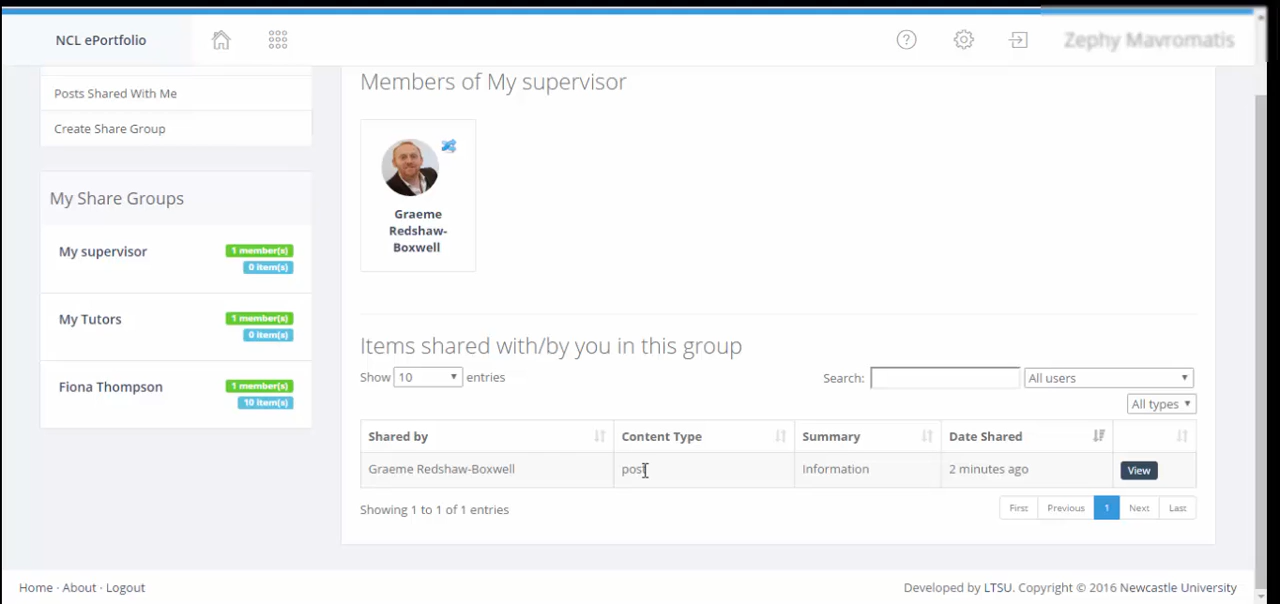 NCL ePortfolio
Zephy Mavromatis
Posts Shared With Me
Create Share Group
My Share Groups
My supervisor 1 member(s)
0 item(s)
My Tutors 1 member(s)
0 item(s)
Fiona Thompson 1 member(s)
10 item(s)
Members of My supervisor
Graeme
Redshaw-
Boxwell
Items shared with/by you in this group
Show 10 entries Search: All users
All types
Shared by Content Type Summary Date Shared
Graeme Redshaw-Boxwell post Information 2 minutes ago View
Showing 1 to 1 of 1 entries First Previous 1 Next Last
Home · About · Logout Developed by LTSU. Copyright © 2016 Newcastle University